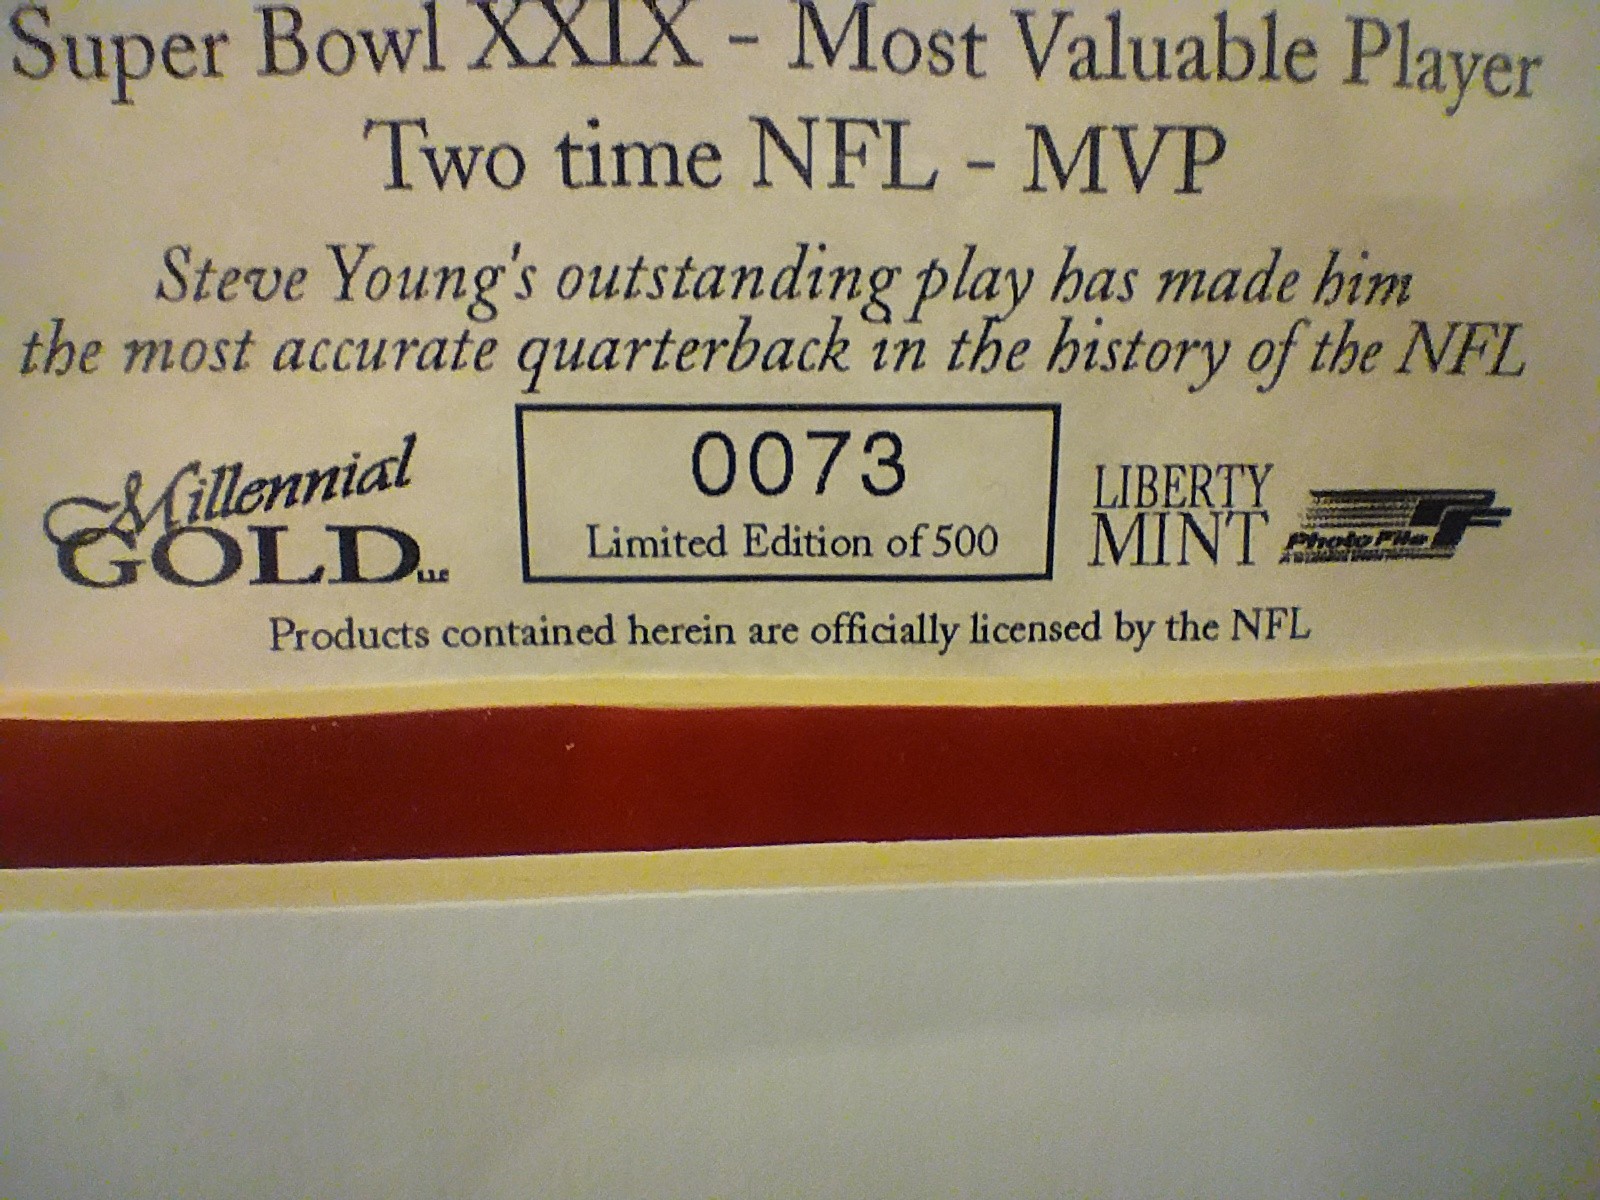 Super Bowl XXIX - Most Valuable Player
Two time NFL - MVP
Steve Young's outstanding play has made him
the most accurate quarterback in the history of the NFL
Millennial
GOLD LLC
0073
Limited Edition of 500
LIBERTY
MINT
Photo File
Products contained herein are officially licensed by the NFL